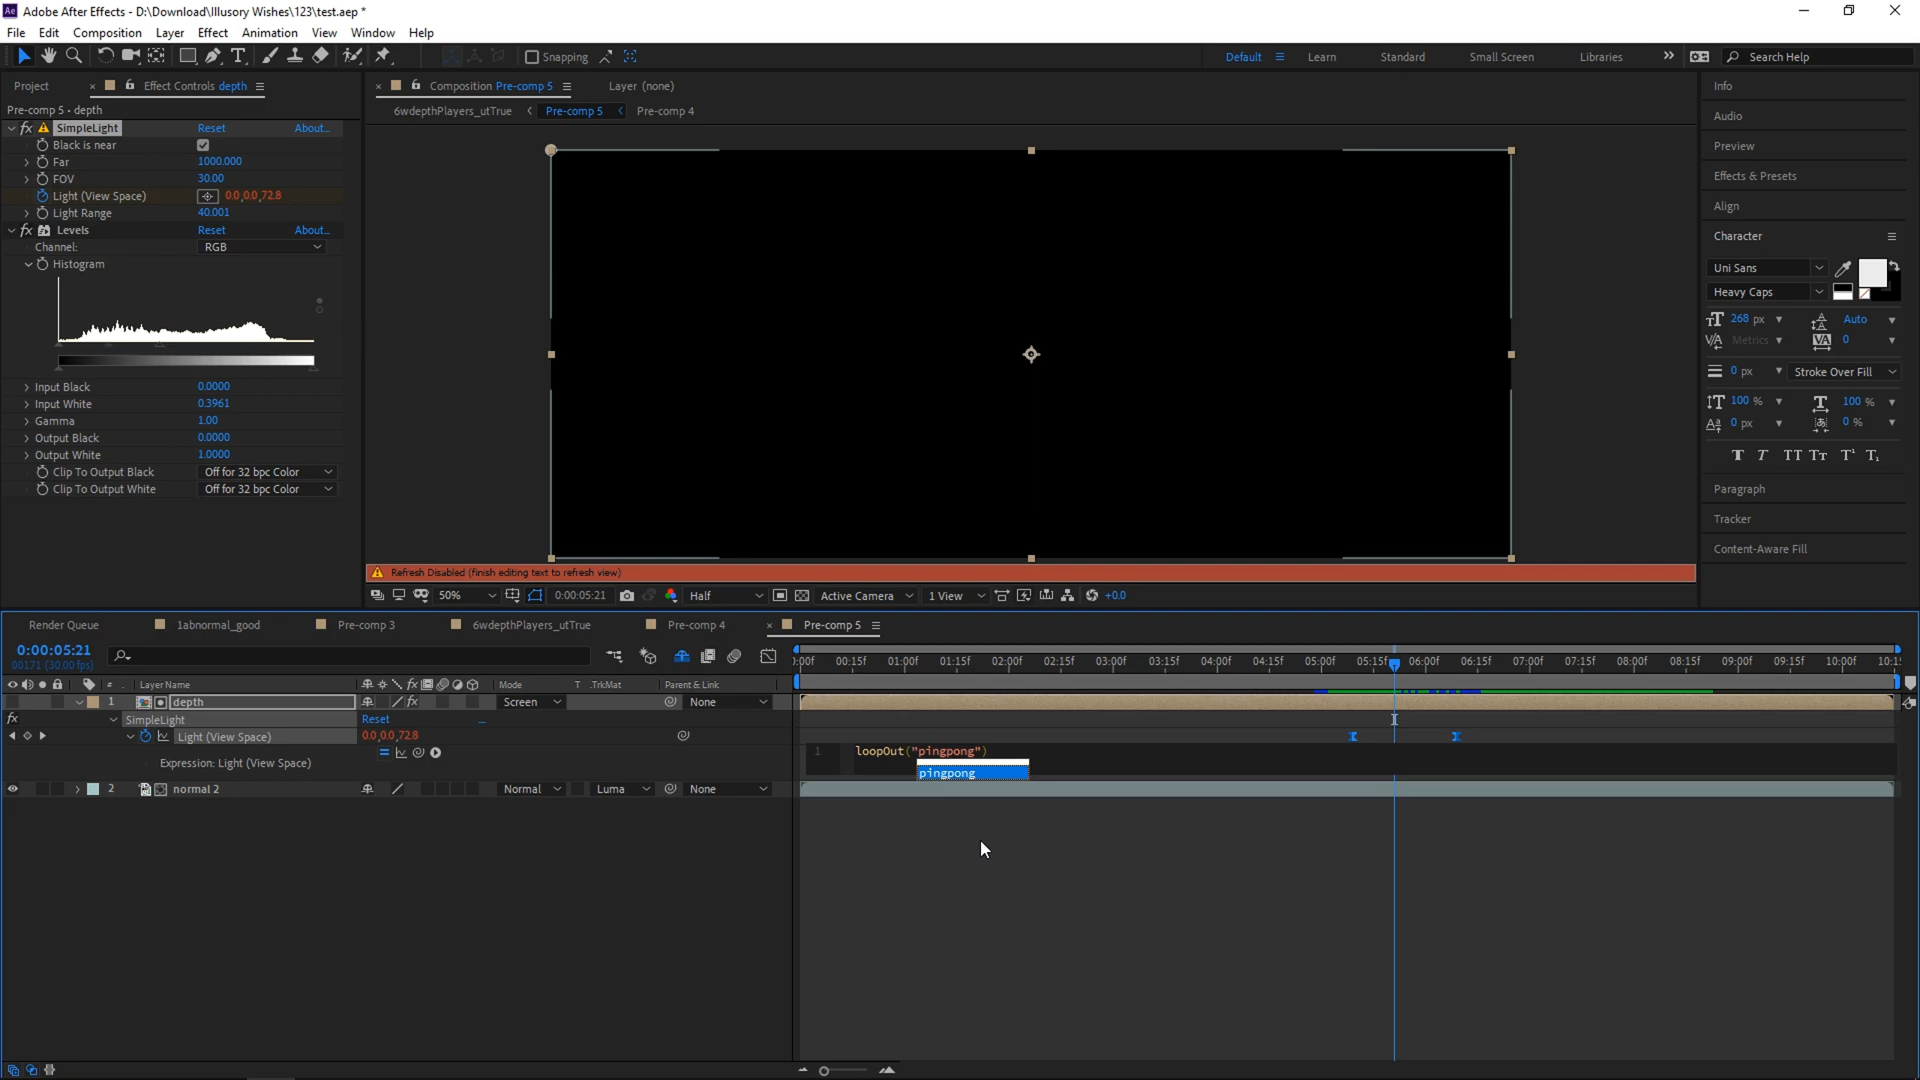 Adobe After Effects - D:\Download\Illusory Wishes\123\test.aep *
File Edit Composition Layer Effect Animation View Window Help
Snapping
Default Learn Standard Small Screen Libraries Search Help
Project Effect Controls depth
Pre-comp 5 • depth
SimpleLight Reset About...
Black is near
Far 1000.000
FOV 30.00
Light (View Space) 0.0,0.0,72.8
Light Range 40.001
Levels Reset About...
Channel: RGB
Histogram
Input Black 0.0000
Input White 0.3961
Gamma 1.00
Output Black 0.0000
Output White 1.0000
Clip To Output Black Off for 32 bpc Color
Clip To Output White Off for 32 bpc Color
Composition Pre-comp 5 Layer (none)
6wdepthPlayers_utTrue Pre-comp 5 Pre-comp 4
Refresh Disabled (finish editing text to refresh view)
50% 0:00:05:21 Half Active Camera 1 View +0.0
Info
Audio
Preview
Effects & Presets
Align
Character
Uni Sans
Heavy Caps
268 px Auto
Metrics 0
0 px Stroke Over Fill
100 % 100 %
0 px 0 %
T T TT Tt T¹ T₁
Paragraph
Tracker
Content-Aware Fill
Render Queue 1abnormal_good Pre-comp 3 6wdepthPlayers_utTrue Pre-comp 4 Pre-comp 5
0:00:05:21
00171 (30.00 fps)
:00f 00:15f 01:00f 01:15f 02:00f 02:15f 03:00f 03:15f 04:00f 04:15f 05:00f 05:15f 06:00f 06:15f 07:00f 07:15f 08:00f 08:15f 09:00f 09:15f 10:00f 10:1
# Layer Name Mode T .TrkMat Parent & Link
1 depth Screen None
SimpleLight Reset
Light (View Space) 0.0,0.0,72.8
Expression: Light (View Space)
1 loopOut("pingpong")
pingpong
2 normal 2 Normal Luma None